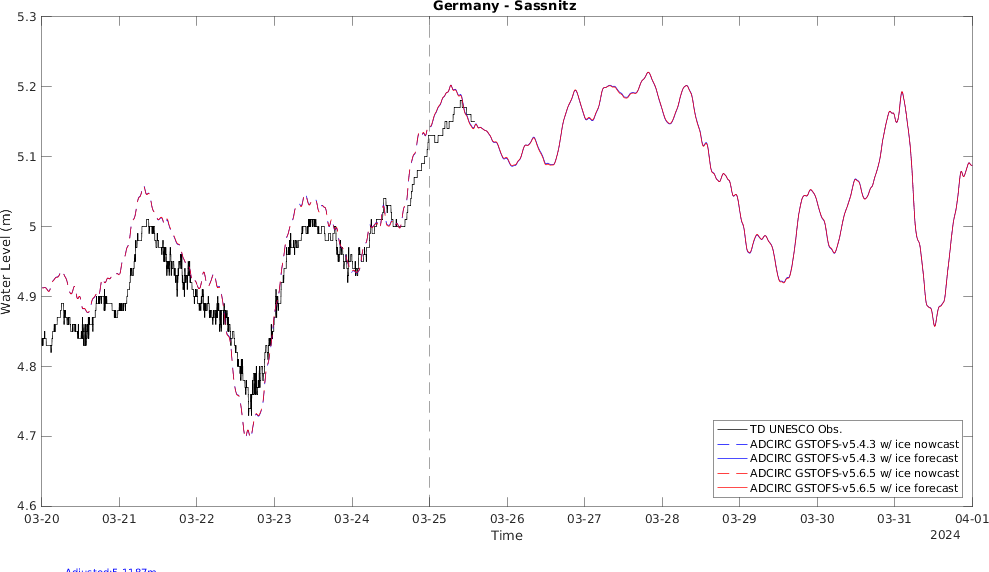 Germany - Sassnitz
5.3
5.2
5.1
5
4.9
4.8
4.7
4.6
Water Level (m)
TD UNESCO Obs.
ADCIRC GSTOFS-v5.4.3 w/ ice nowcast
ADCIRC GSTOFS-v5.4.3 w/ ice forecast
ADCIRC GSTOFS-v5.6.5 w/ ice nowcast
ADCIRC GSTOFS-v5.6.5 w/ ice forecast
03-20 03-21 03-22 03-23 03-24 03-25 03-26 03-27 03-28 03-29 03-30 03-31 04-01
Time
2024
Adjusted:5.1187m